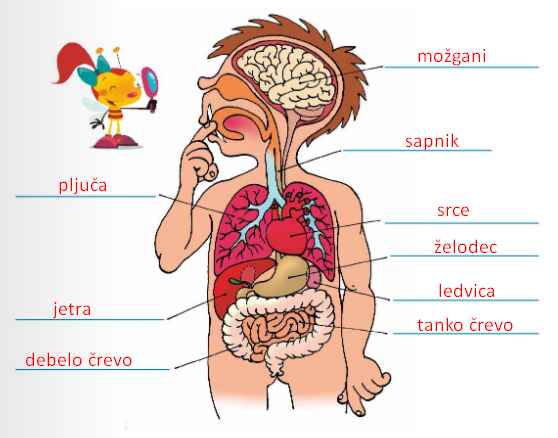 možgani
sapnik
pljuča
srce
želodec
ledvica
jetra
tanko črevo
debelo črevo